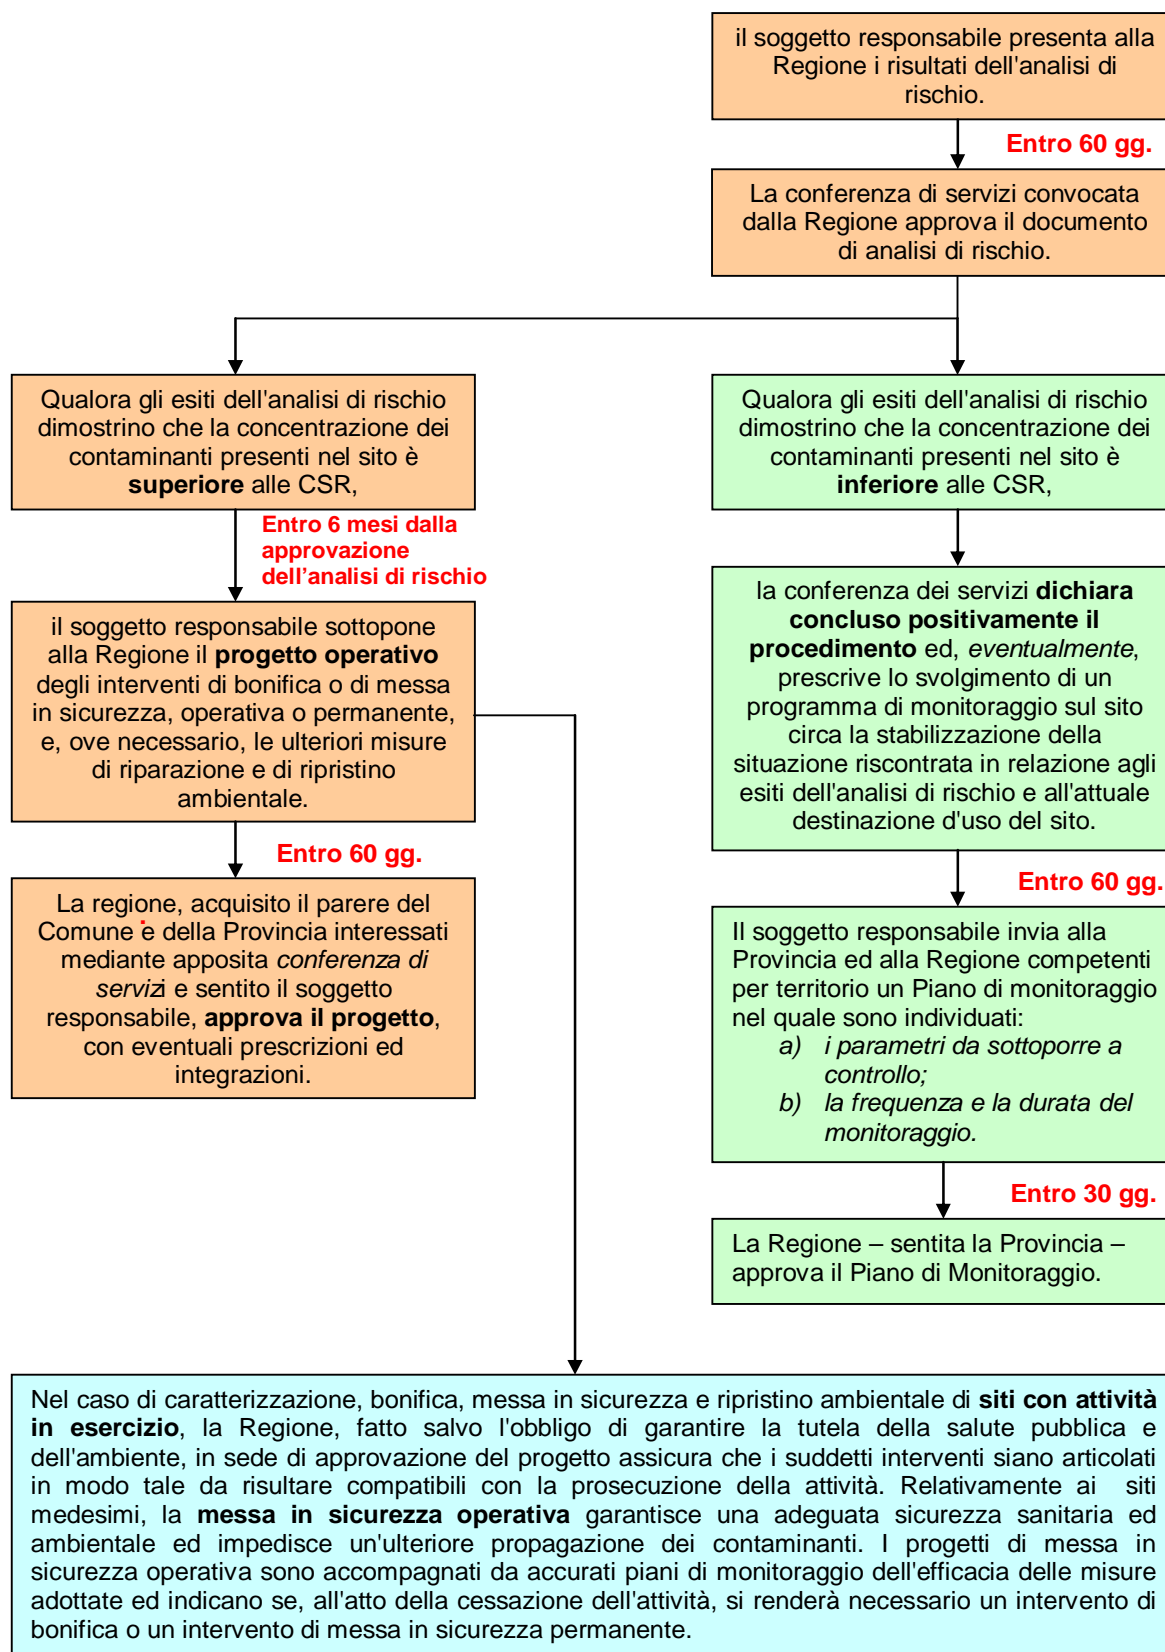 il soggetto responsabile presenta alla
Regione i risultati dell'analisi di
rischio.
Entro 60 gg.
La conferenza di servizi convocata
dalla Regione approva il documento
di analisi di rischio.
Qualora gli esiti dell'analisi di rischio
dimostrino che la concentrazione dei
contaminanti presenti nel sito è
superiore alle CSR,
Entro 6 mesi dalla
approvazione
dell'analisi di rischio
il soggetto responsabile sottopone
alla Regione il progetto operativo
degli interventi di bonifica o di messa
in sicurezza, operativa o permanente,
e, ove necessario, le ulteriori misure
di riparazione e di ripristino
ambientale.
Entro 60 gg.
La regione, acquisito il parere del
Comune e della Provincia interessati
mediante apposita conferenza di
servizi e sentito il soggetto
responsabile, approva il progetto,
con eventuali prescrizioni ed
integrazioni.
Qualora gli esiti dell'analisi di rischio
dimostrino che la concentrazione dei
contaminanti presenti nel sito è
inferiore alle CSR,
la conferenza dei servizi dichiara
concluso positivamente il
procedimento ed, eventualmente,
prescrive lo svolgimento di un
programma di monitoraggio sul sito
circa la stabilizzazione della
situazione riscontrata in relazione agli
esiti dell'analisi di rischio e all'attuale
destinazione d'uso del sito.
Entro 60 gg.
Il soggetto responsabile invia alla
Provincia ed alla Regione competenti
per territorio un Piano di monitoraggio
nel quale sono individuati:
a) i parametri da sottoporre a
controllo;
b) la frequenza e la durata del
monitoraggio.
Entro 30 gg.
La Regione – sentita la Provincia –
approva il Piano di Monitoraggio.
Nel caso di caratterizzazione, bonifica, messa in sicurezza e ripristino ambientale di siti con attività
in esercizio, la Regione, fatto salvo l'obbligo di garantire la tutela della salute pubblica e
dell'ambiente, in sede di approvazione del progetto assicura che i suddetti interventi siano articolati
in modo tale da risultare compatibili con la prosecuzione della attività. Relativamente ai siti
medesimi, la messa in sicurezza operativa garantisce una adeguata sicurezza sanitaria ed
ambientale ed impedisce un'ulteriore propagazione dei contaminanti. I progetti di messa in
sicurezza operativa sono accompagnati da accurati piani di monitoraggio dell'efficacia delle misure
adottate ed indicano se, all'atto della cessazione dell'attività, si renderà necessario un intervento di
bonifica o un intervento di messa in sicurezza permanente.